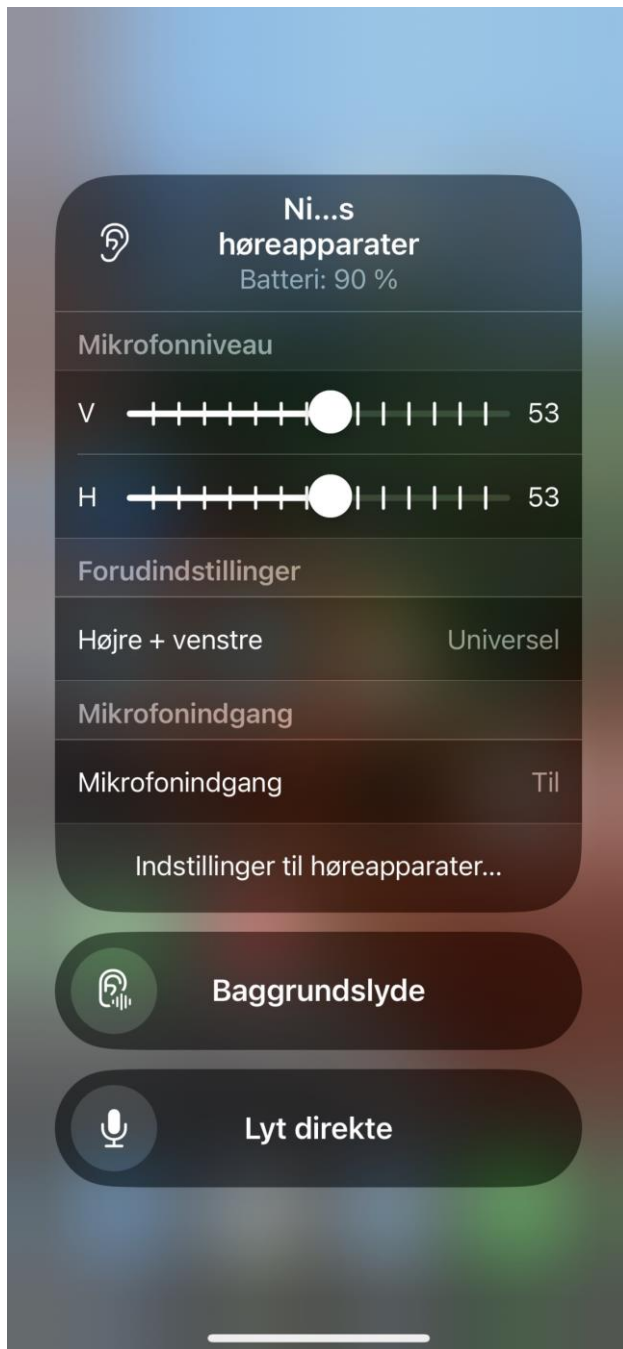 Ni...s
høreapparater
Batteri: 90 %
Mikrofonniveau
V 53
H 53
Forudindstillinger
Højre + venstre Universel
Mikrofonindgang
Mikrofonindgang Til
Indstillinger til høreapparater...
Baggrundslyde
Lyt direkte